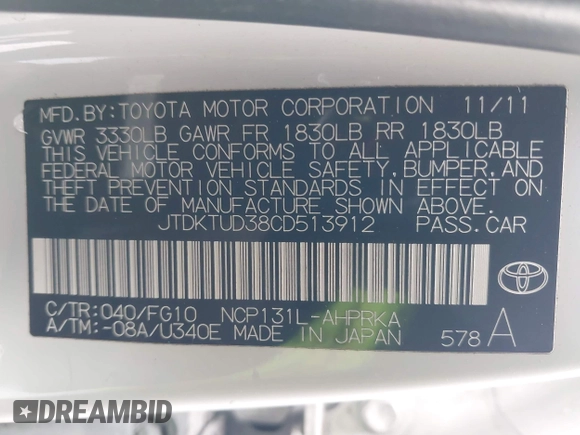 MFD.BY:TOYOTA MOTOR CORPORATION 11/11
GVWR 3330LB GAWR FR 1830LB RR 1830LB
THIS VEHICLE CONFORMS TO ALL APPLICABLE
FEDERAL MOTOR VEHICLE SAFETY, BUMPER, AND
THEFT PREVENTION STANDARDS IN EFFECT ON
THE DATE OF MANUFACTURE SHOWN ABOVE.
JTDKTUD38CD513912 PASS.CAR
C/TR:040/FG10 NCP131L-AHPRKA
A/TM:-08A/U340E MADE IN JAPAN 578 A
TOYOTA
DREAMBID